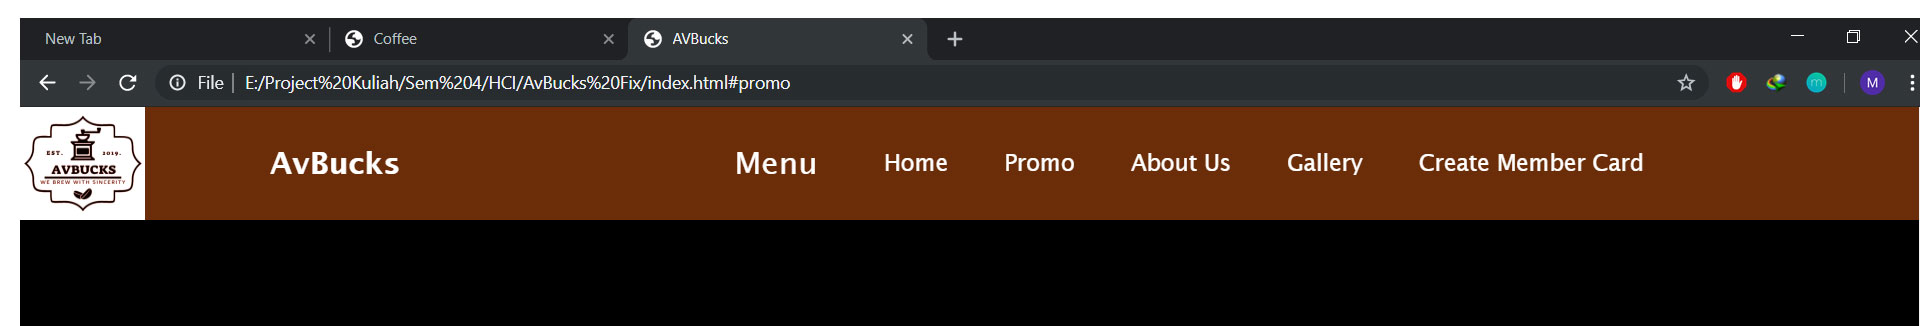 New Tab
Coffee
AVBucks
File
E:/Project%20Kuliah/Sem%204/HCI/AvBucks%20Fix/index.html#promo
m
M
EST. 2019.
AVBUCKS
WE BREW WITH SINCERITY
AvBucks
Menu
Home
Promo
About Us
Gallery
Create Member Card